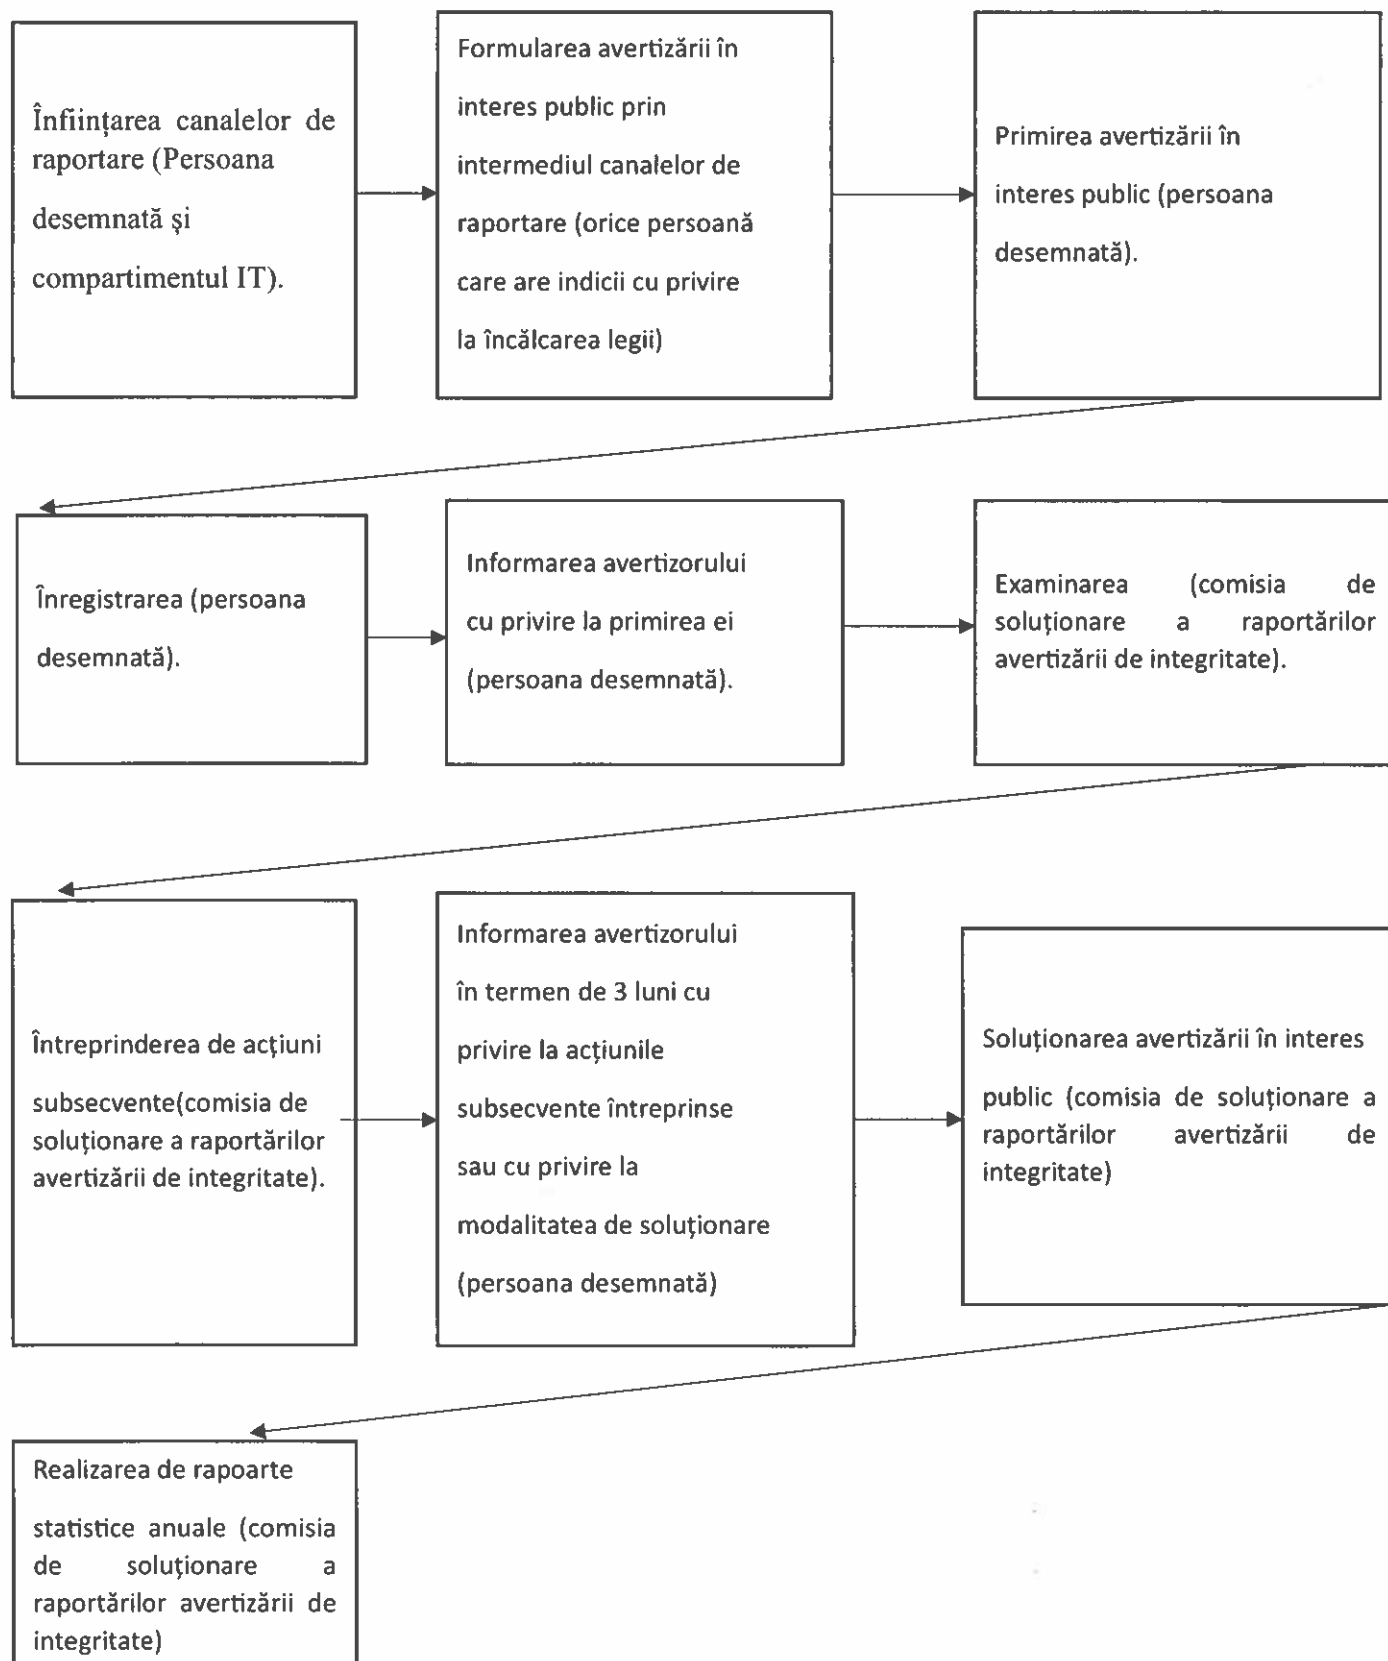 Înființarea canalelor de
raportare (Persoana
desemnată și
compartimentul IT).
Formularea avertizării în
interes public prin
intermediul canalelor de
raportare (orice persoană
care are indicii cu privire
la încălcarea legii)
Primirea avertizării în
interes public (persoana
desemnată).
Înregistrarea (persoana
desemnată).
Informarea avertizorului
cu privire la primirea ei
(persoana desemnată).
Examinarea (comisia de
soluționare a raportărilor
avertizării de integritate).
Întreprinderea de acțiuni
subsecvente(comisia de
soluționare a raportărilor
avertizării de integritate).
Informarea avertizorului
în termen de 3 luni cu
privire la acțiunile
subsecvente întreprinse
sau cu privire la
modalitatea de soluționare
(persoana desemnată)
Soluționarea avertizării în interes
public (comisia de soluționare a
raportărilor avertizării de
integritate)
Realizarea de rapoarte
statistice anuale (comisia
de soluționare a
raportărilor avertizării de
integritate)